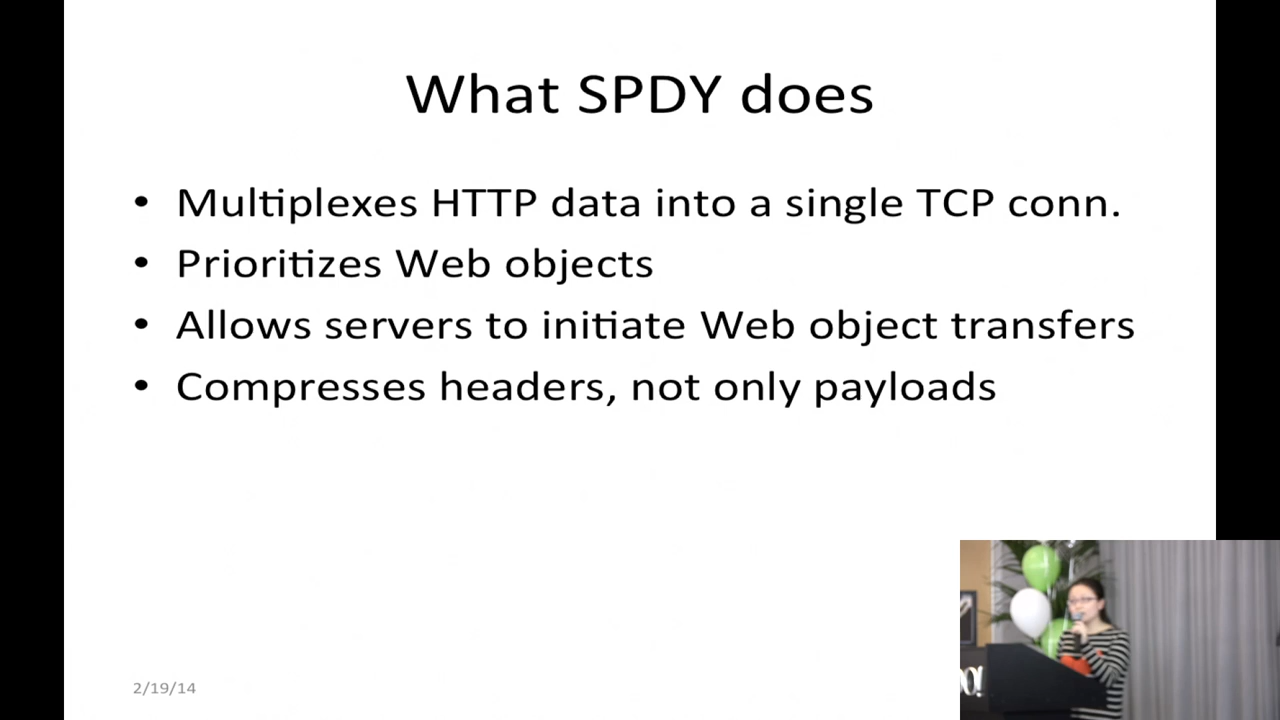 What SPDY does
• Multiplexes HTTP data into a single TCP conn.
• Prioritizes Web objects
• Allows servers to initiate Web object transfers
• Compresses headers, not only payloads
2/19/14